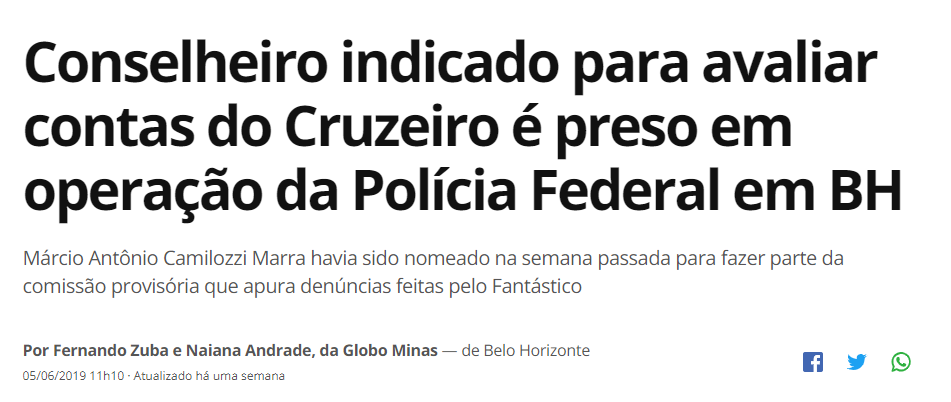 Conselheiro indicado para avaliar
contas do Cruzeiro é preso em
operação da Polícia Federal em BH
Márcio Antônio Camilozzi Marra havia sido nomeado na semana passada para fazer parte da
comissão provisória que apura denúncias feitas pelo Fantástico
Por Fernando Zuba e Naiana Andrade, da Globo Minas — de Belo Horizonte
05/06/2019 11h10 · Atualizado há uma semana